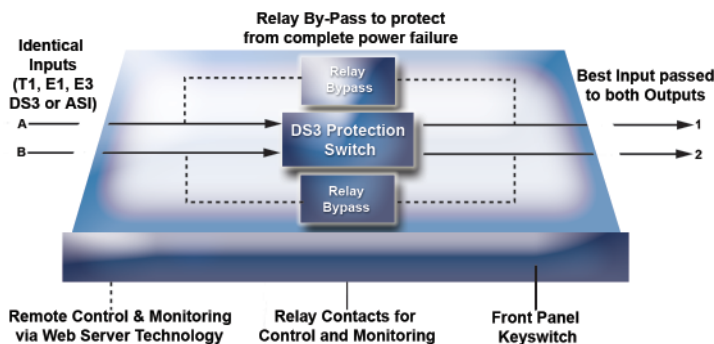 Relay By-Pass to protect
from complete power failure
Identical
Inputs
(T1, E1, E3
DS3 or ASI)
Relay
Bypass
Best Input passed
to both Outputs
A
DS3 Protection
Switch
1
B
2
Relay
Bypass
Remote Control & Monitoring
via Web Server Technology
Relay Contacts for
Control and Monitoring
Front Panel
Keyswitch